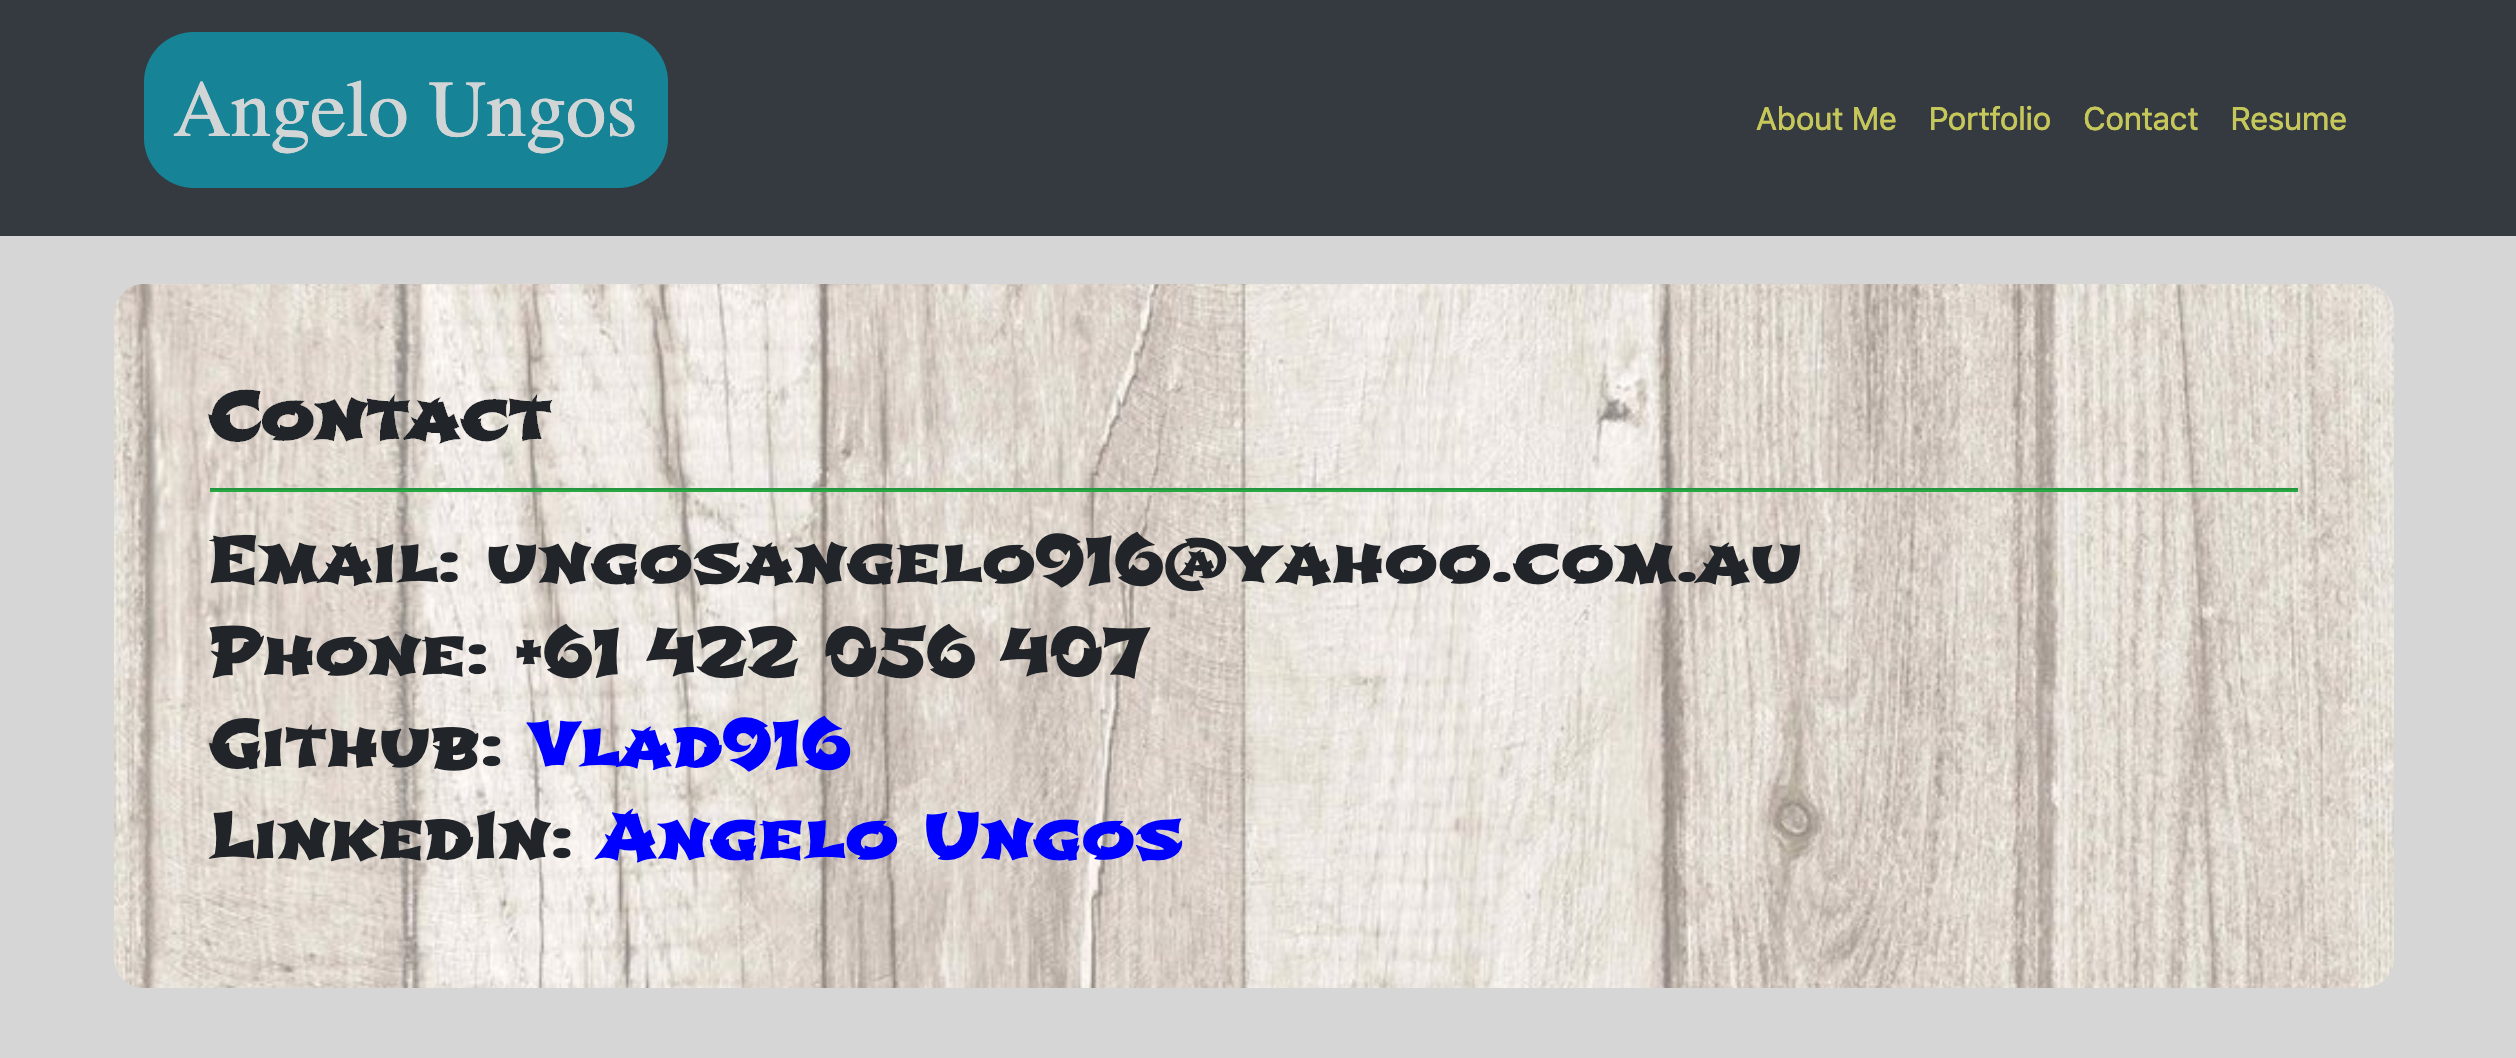 Angelo Ungos
About Me Portfolio Contact Resume
Contact
Email: ungosangelo916@yahoo.com.au
Phone: +61 422 056 407
Github: Vlad916
LinkedIn: Angelo Ungos